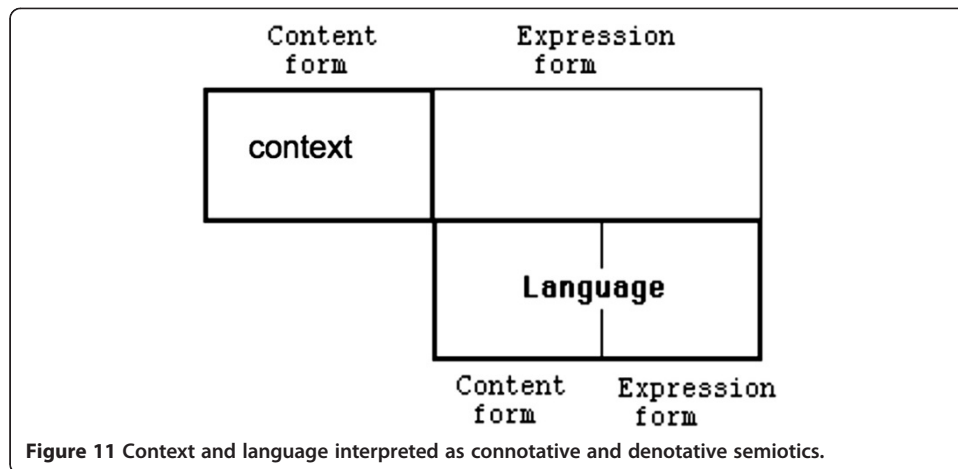 Content Expression
form form
context
Language
Content Expression
form form
Figure 11 Context and language interpreted as connotative and denotative semiotics.